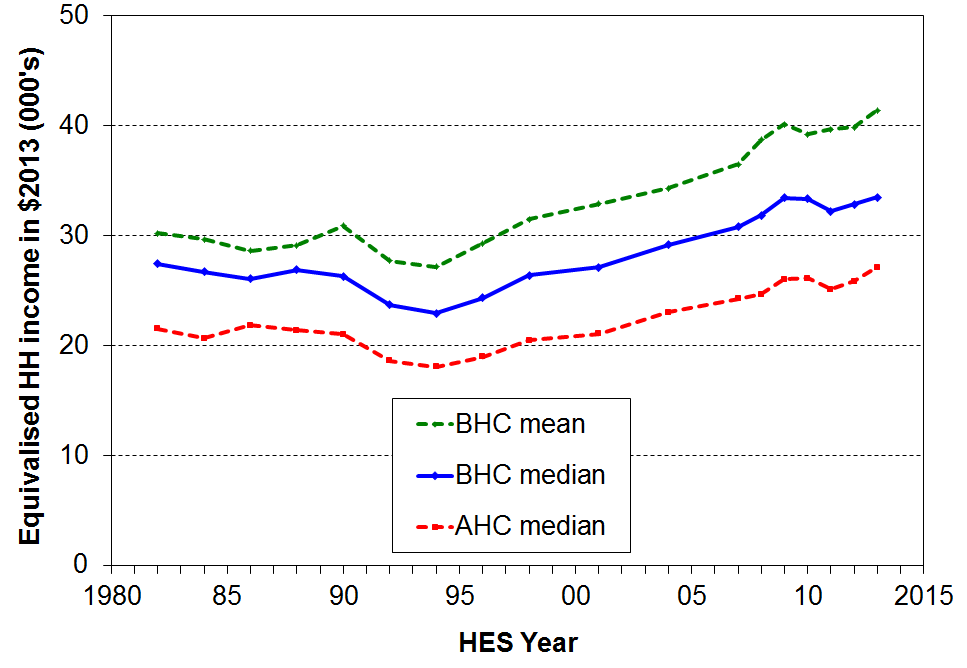 50
40
30
20
10
0
Equivalised HH income in $2013 (000's)
BHC mean
BHC median
AHC median
1980 85 90 95 00 05 10 2015
HES Year